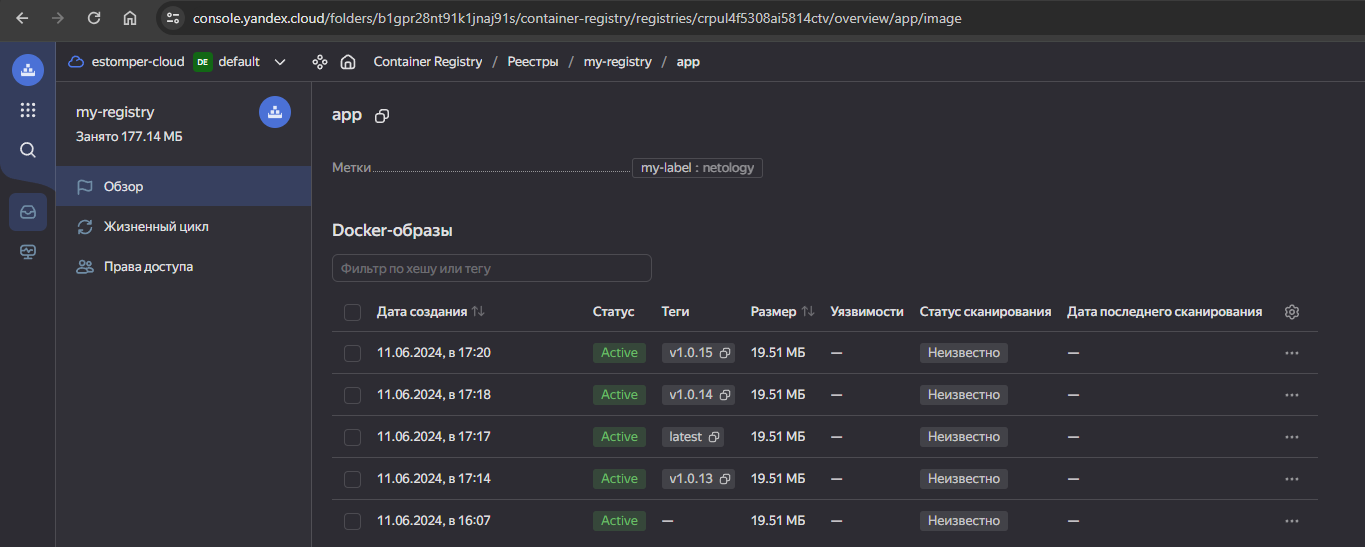 console.yandex.cloud/folders/b1gpr28nt91k1jnaj91s/container-registry/registries/crpul4f5308ai5814ctv/overview/app/image
estomper-cloud DE default Container Registry / Реестры / my-registry / app
my-registry
Занято 177.14 МБ
Обзор
Жизненный цикл
Права доступа
app
Метки my-label : netology
Docker-образы
Фильтр по хешу или тегу
Дата создания Статус Теги Размер Уязвимости Статус сканирования Дата последнего сканирования
11.06.2024, в 17:20 Active v1.0.15 19.51 МБ — Неизвестно —
11.06.2024, в 17:18 Active v1.0.14 19.51 МБ — Неизвестно —
11.06.2024, в 17:17 Active latest 19.51 МБ — Неизвестно —
11.06.2024, в 17:14 Active v1.0.13 19.51 МБ — Неизвестно —
11.06.2024, в 16:07 Active — 19.51 МБ — Неизвестно —